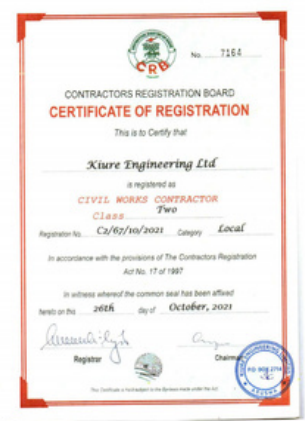 CRB
No. 7164
CONTRACTORS REGISTRATION BOARD
CERTIFICATE OF REGISTRATION
This is to Certify that
Kiure Engineering Ltd
is registered as
CIVIL WORKS CONTRACTOR
Class Two
Registration No. C2/67/10/2021 Category Local
In accordance with the provisions of The Contractors Registration
Act No. 17 of 1997
In witness whereof the common seal has been affixed
hereto on this 26th day of October, 2021
Registrar
Chairman
KIURE ENGINEERING